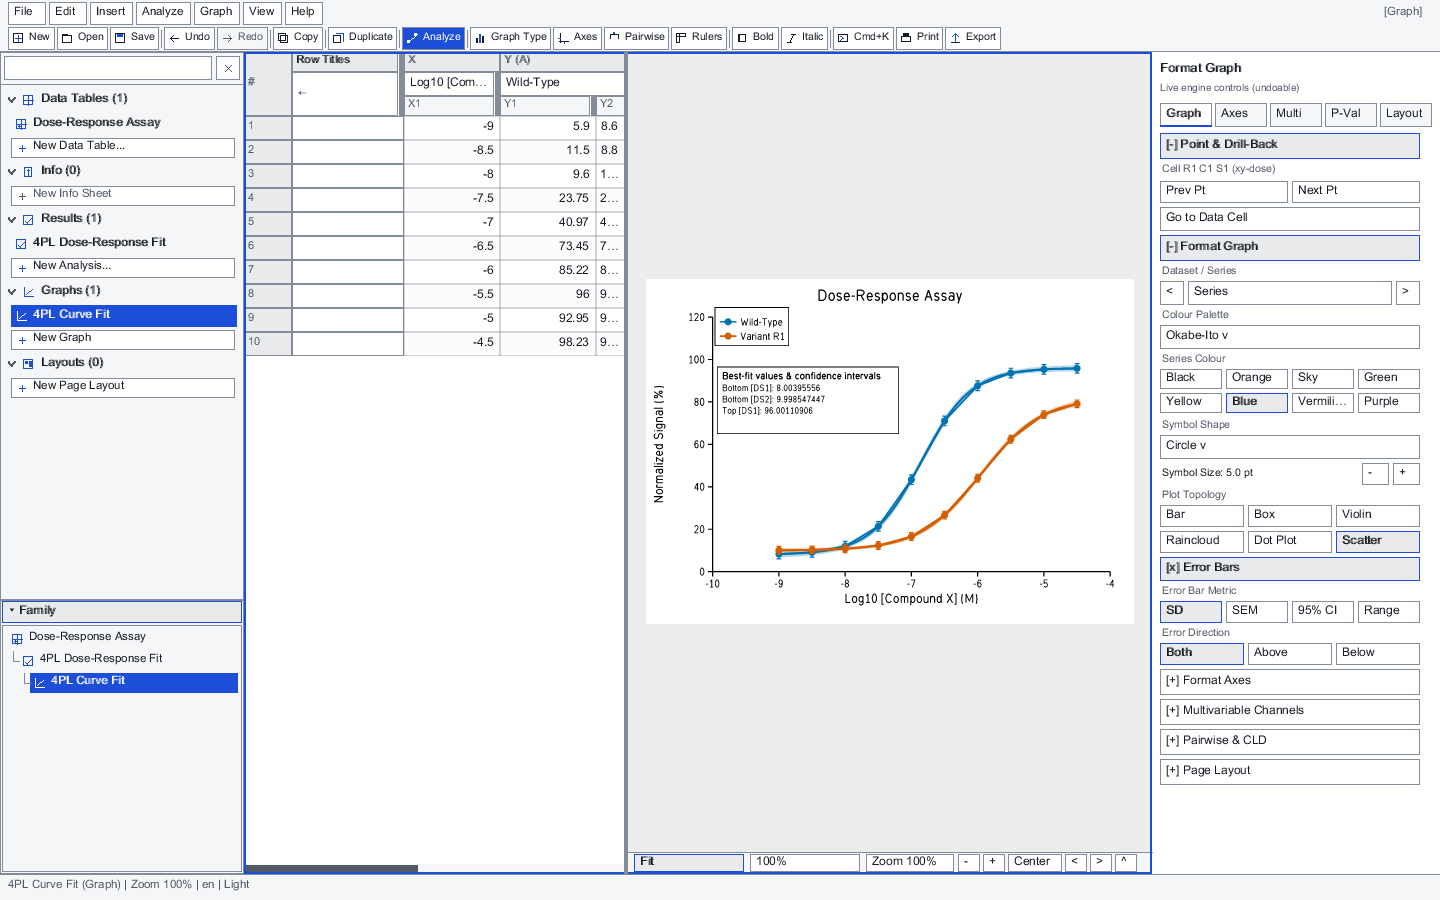 File Edit Insert Analyze Graph View Help [Graph]
New Open Save Undo Redo Copy Duplicate Analyze Graph Type Axes Pairwise Rulers Bold Italic Cmd+K Print Export
Data Tables (1)
Dose-Response Assay
New Data Table...
Info (0)
New Info Sheet
Results (1)
4PL Dose-Response Fit
New Analysis...
Graphs (1)
4PL Curve Fit
New Graph
Layouts (0)
New Page Layout
Family
Dose-Response Assay
4PL Dose-Response Fit
4PL Curve Fit
# Row Titles X Y (A)
← Log10 [Com... Wild-Type
X1 Y1 Y2
1 -9 5.9 8.6
2 -8.5 11.5 8.8
3 -8 9.6 1...
4 -7.5 23.75 2...
5 -7 40.97 4...
6 -6.5 73.45 7...
7 -6 85.22 8...
8 -5.5 96 9...
9 -5 92.95 9...
10 -4.5 98.23 9...
Dose-Response Assay
Wild-Type
Variant R1
Best-fit values & confidence intervals
Bottom [DS1]: 8.00395556
Bottom [DS2]: 9.998547447
Top [DS1]: 96.00110906
Normalized Signal (%)
120
100
80
60
40
20
0
-10 -9 -8 -7 -6 -5 -4
Log10 [Compound X] (M)
Fit 100% Zoom 100% - + Center < > ^
Format Graph
Live engine controls (undoable)
Graph Axes Multi P-Val Layout
[-] Point & Drill-Back
Cell R1 C1 S1 (xy-dose)
Prev Pt Next Pt
Go to Data Cell
[-] Format Graph
Dataset / Series
< Series >
Colour Palette
Okabe-Ito v
Series Colour
Black Orange Sky Green
Yellow Blue Vermili... Purple
Symbol Shape
Circle v
Symbol Size: 5.0 pt - +
Plot Topology
Bar Box Violin
Raincloud Dot Plot Scatter
[x] Error Bars
Error Bar Metric
SD SEM 95% CI Range
Error Direction
Both Above Below
[+] Format Axes
[+] Multivariable Channels
[+] Pairwise & CLD
[+] Page Layout
4PL Curve Fit (Graph) | Zoom 100% | en | Light